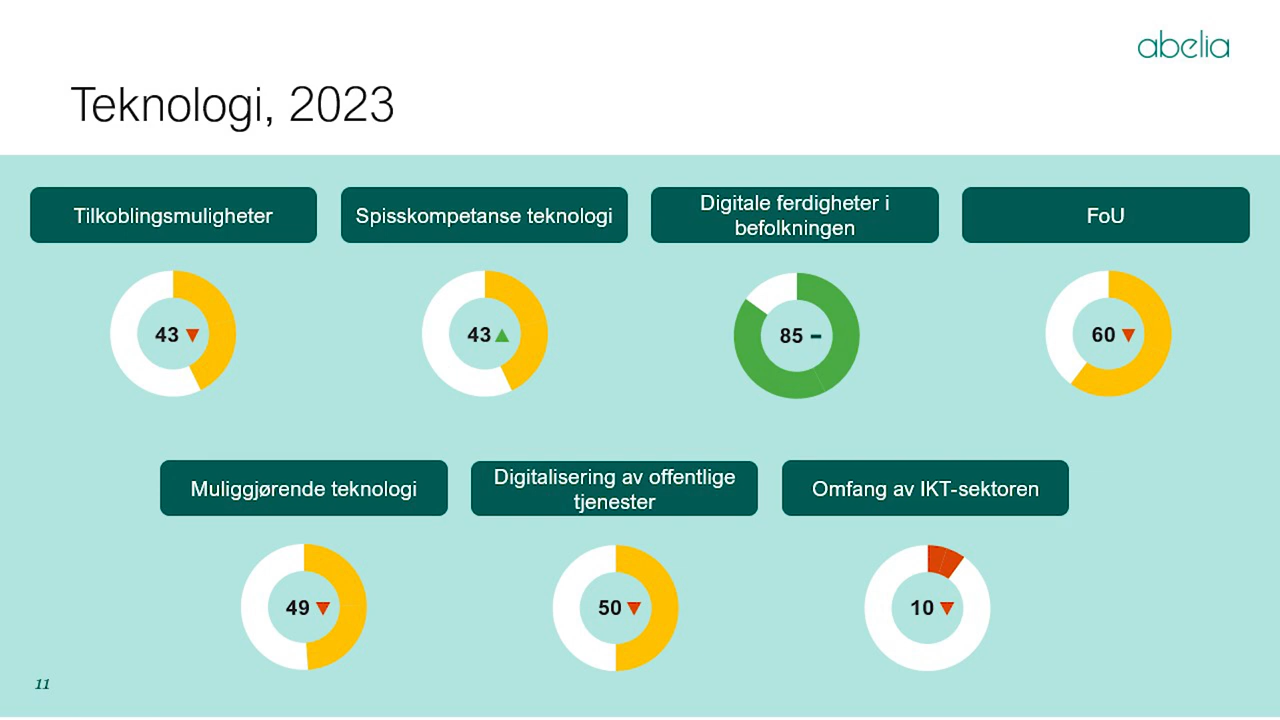 abelia
Teknologi, 2023
Tilkoblingsmuligheter
Spisskompetanse teknologi
Digitale ferdigheter i
befolkningen
FoU
43
43
85
60
Muliggjørende teknologi
Digitalisering av offentlige
tjenester
Omfang av IKT-sektoren
49
50
10
11